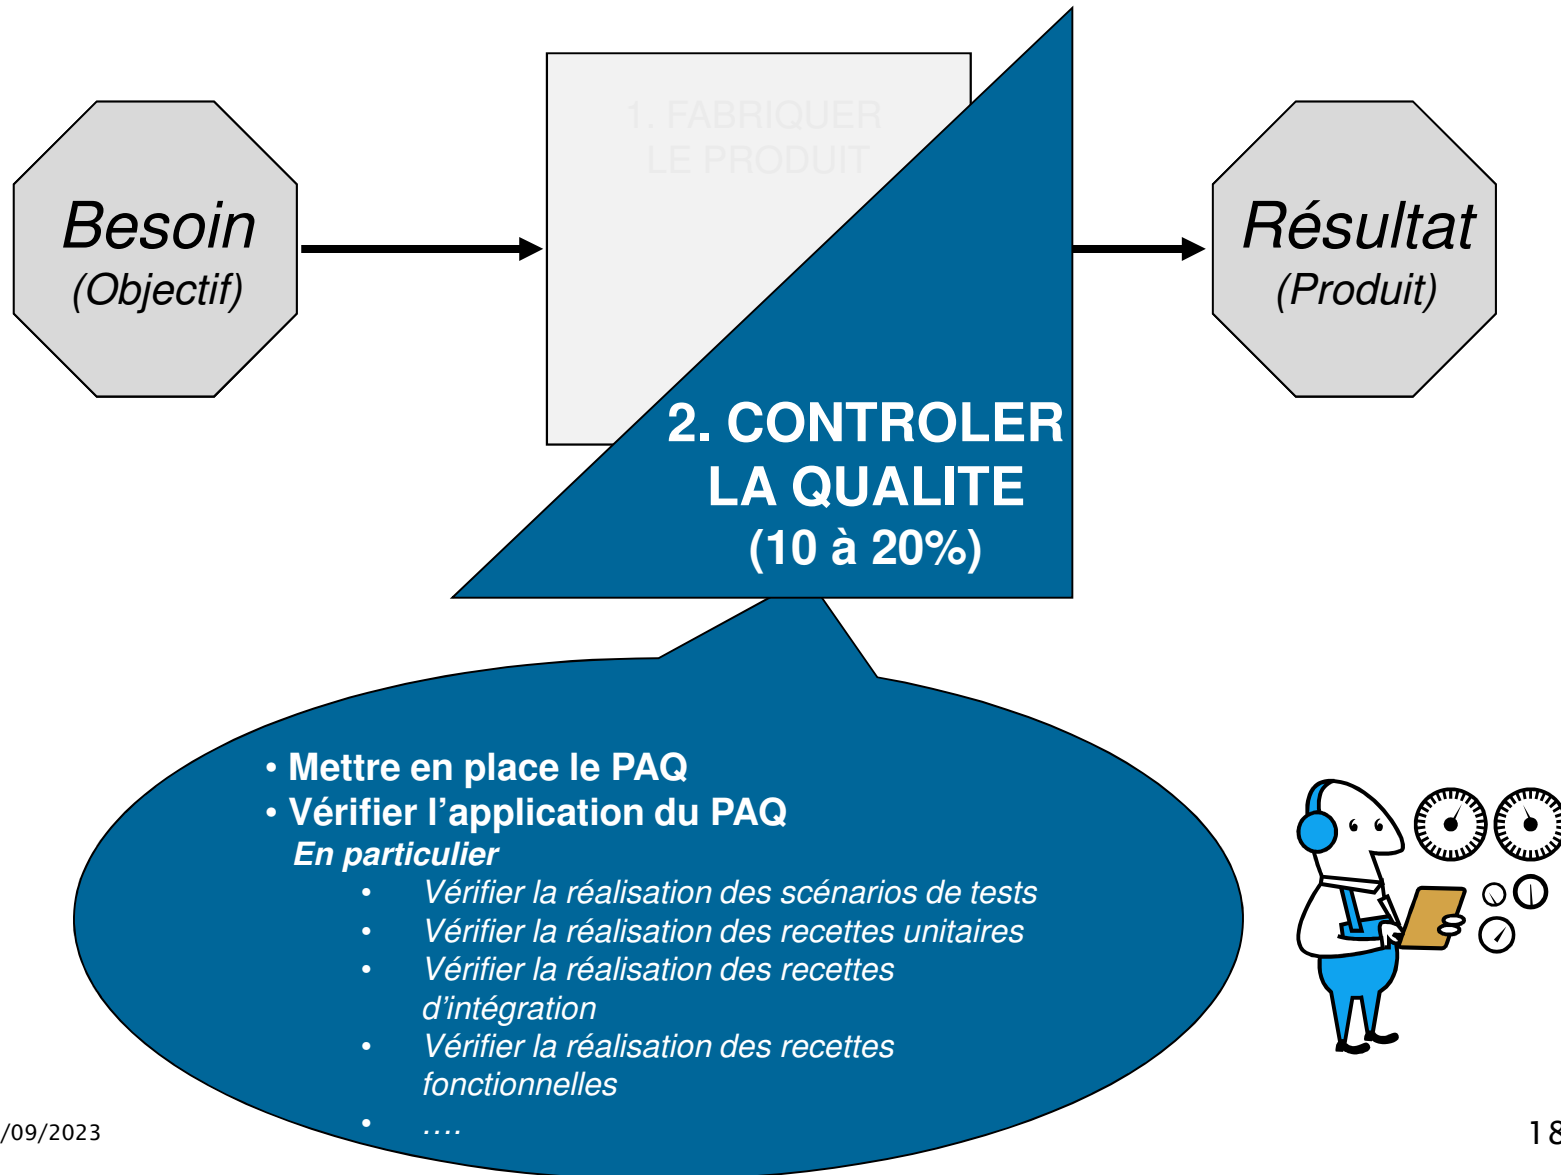 1. FABRIQUER
LE PRODUIT
Besoin
(Objectif)
Résultat
(Produit)
2. CONTROLER
LA QUALITE
(10 à 20%)
• Mettre en place le PAQ
• Vérifier l’application du PAQ
En particulier
• Vérifier la réalisation des scénarios de tests
• Vérifier la réalisation des recettes unitaires
• Vérifier la réalisation des recettes
d’intégration
• Vérifier la réalisation des recettes
fonctionnelles
• ….
/09/2023
18